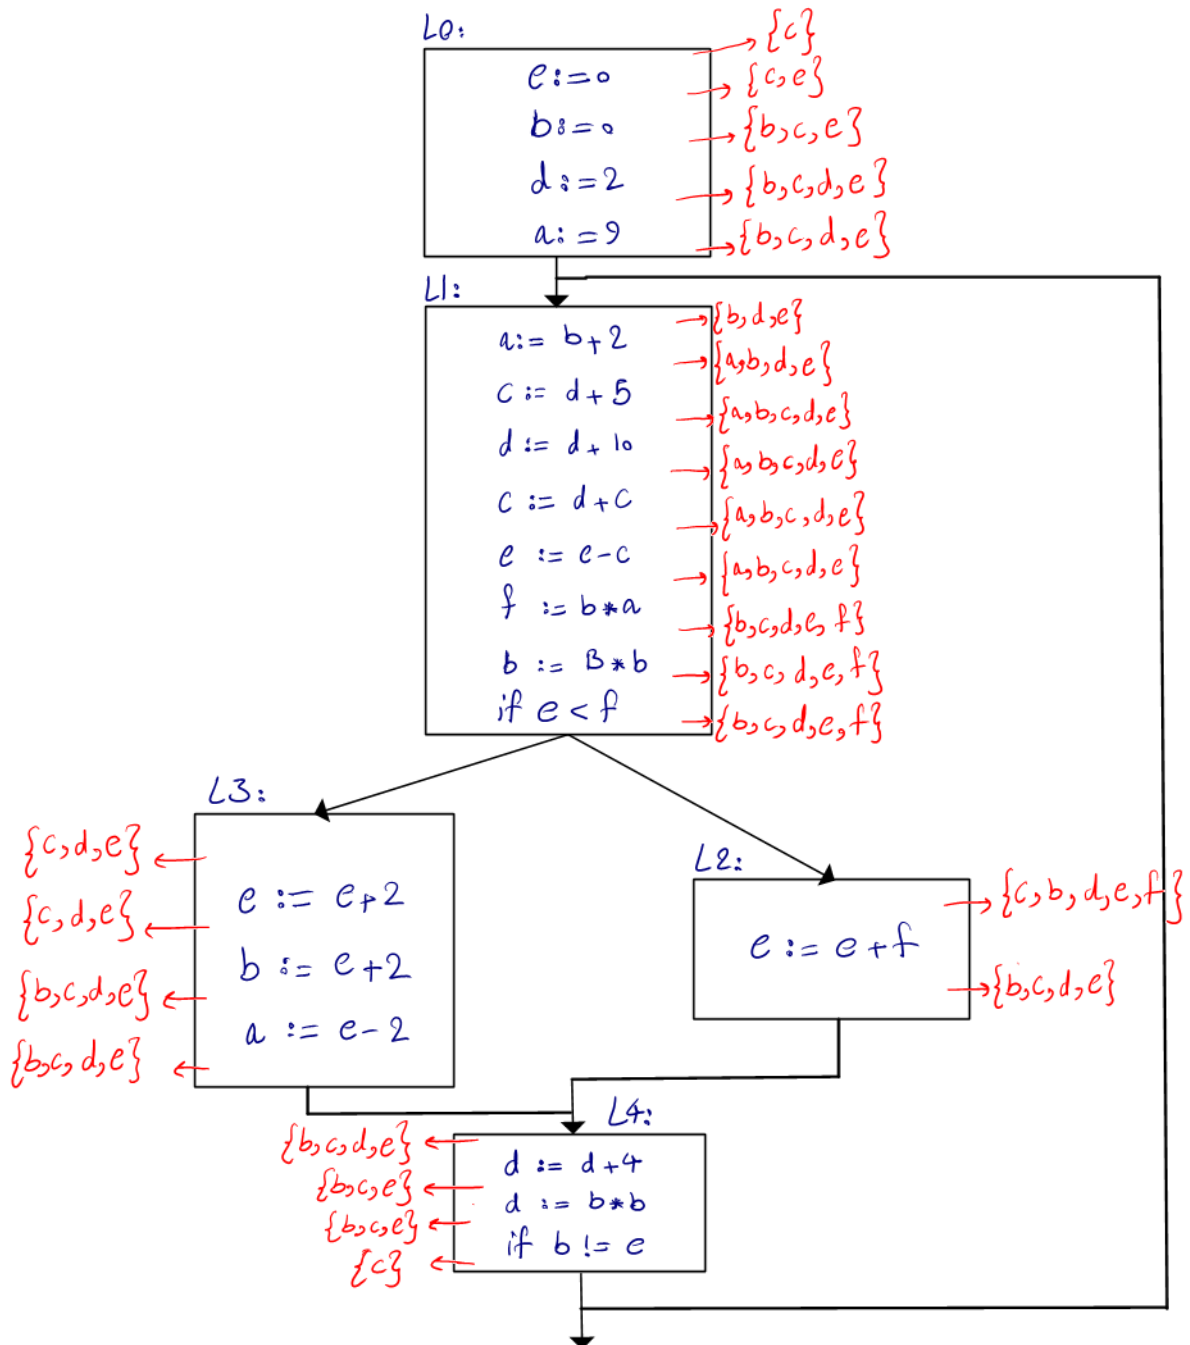 L0:
e:=0
b:=0
d:=2
a:=9
{c}
{c,e}
{b,c,e}
{b,c,d,e}
{b,c,d,e}
L1:
a:= b+2
c := d+5
d := d+10
c := d+c
e := e-c
f := b*a
b := B*b
if e<f
{b,d,e}
{a,b,d,e}
{a,b,c,d,e}
{a,b,c,d,e}
{a,b,c,d,e}
{a,b,c,d,e}
{b,c,d,e,f}
{b,c,d,e,f}
{b,c,d,e,f}
L3:
{c,d,e}
{c,d,e}
{b,c,d,e}
{b,c,d,e}
e := e+2
b := e+2
a := e-2
L2:
e := e+f
{c,b,d,e,f}
{b,c,d,e}
L4:
{b,c,d,e}
{b,c,e}
{b,c,e}
{c}
d := d+4
d := b*b
if b != e